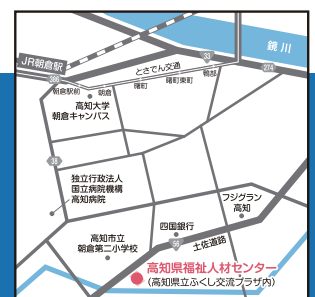 鏡川
JR朝倉駅
33
とさでん交通
386
274
鴨部
朝倉駅前
朝倉
曙町
曙町東町
高知大学
朝倉キャンパス
38
独立行政法人
国立病院機構
高知病院
フジグラン
高知
四国銀行
高知市立
朝倉第二小学校
56
土佐道路
高知県福祉人材センター
(高知県立ふくし交流プラザ内)